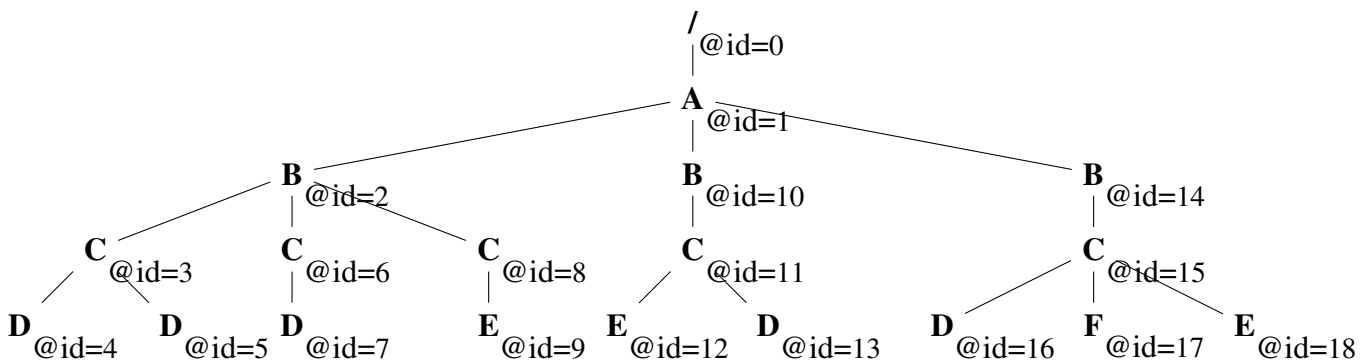 / @id=0
A @id=1
B @id=2 B @id=10 B @id=14
C @id=3 C @id=6 C @id=8 C @id=11 C @id=15
D @id=4 D @id=5 D @id=7 E @id=9 E @id=12 D @id=13 D @id=16 F @id=17 E @id=18